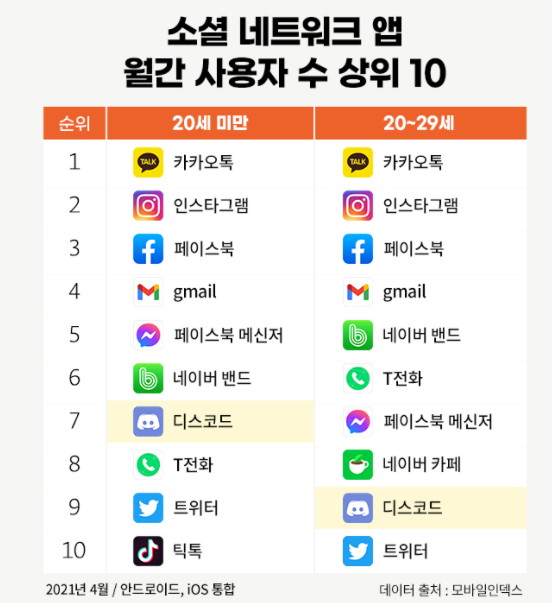 소셜 네트워크 앱
월간 사용자 수 상위 10
순위 20세 미만 20~29세
1 TALK 카카오톡 TALK 카카오톡
2 인스타그램 인스타그램
3 페이스북 페이스북
4 gmail gmail
5 페이스북 메신저 네이버 밴드
6 네이버 밴드 T전화
7 디스코드 페이스북 메신저
8 T전화 네이버 카페
9 트위터 디스코드
10 틱톡 트위터
2021년 4월 / 안드로이드, iOS 통합 데이터 출처 : 모바일인덱스